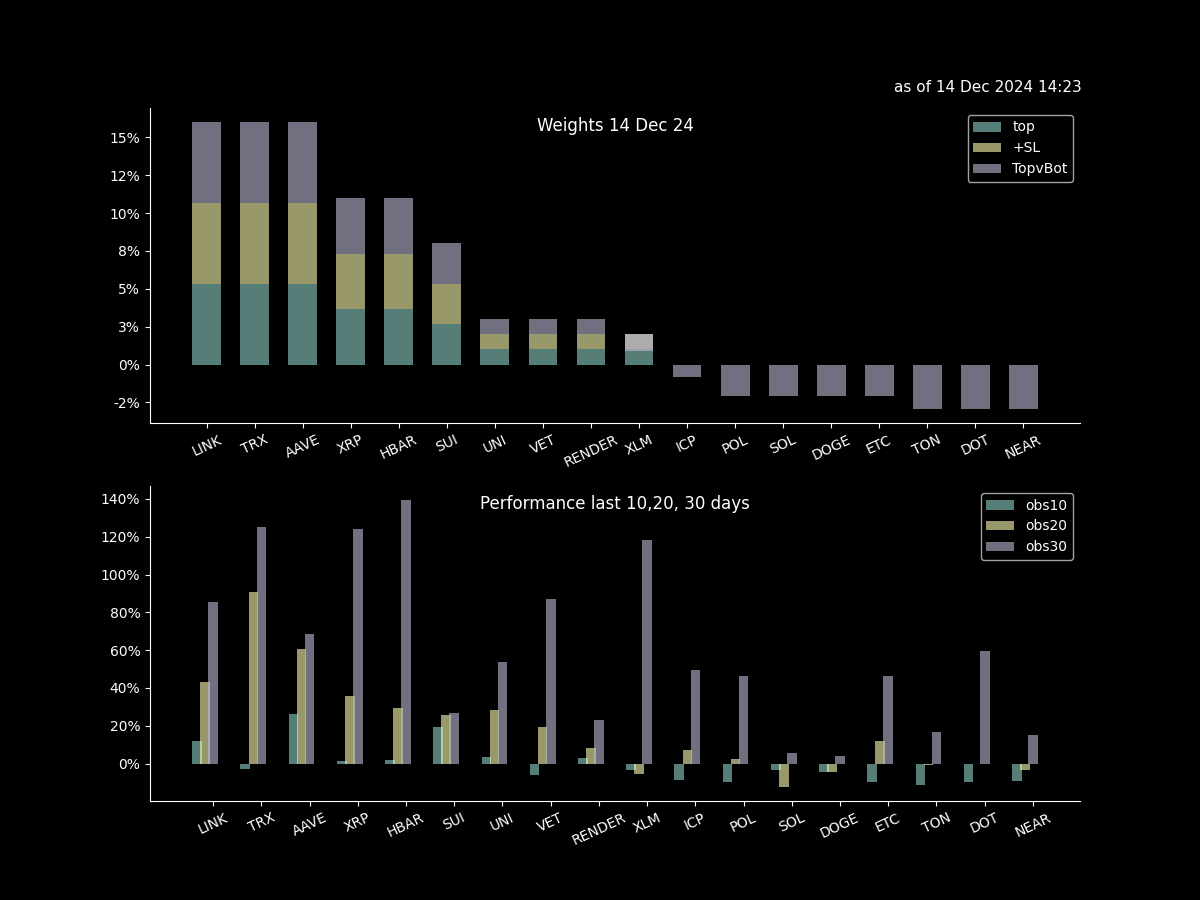 as of 14 Dec 2024 14:23
Weights 14 Dec 24
top
+SL
TopvBot
15%
12%
10%
8%
5%
3%
0%
-2%
LINK TRX AAVE XRP HBAR SUI UNI VET RENDER XLM ICP POL SOL DOGE ETC TON DOT NEAR
Performance last 10,20, 30 days
obs10
obs20
obs30
140%
120%
100%
80%
60%
40%
20%
0%
LINK TRX AAVE XRP HBAR SUI UNI VET RENDER XLM ICP POL SOL DOGE ETC TON DOT NEAR